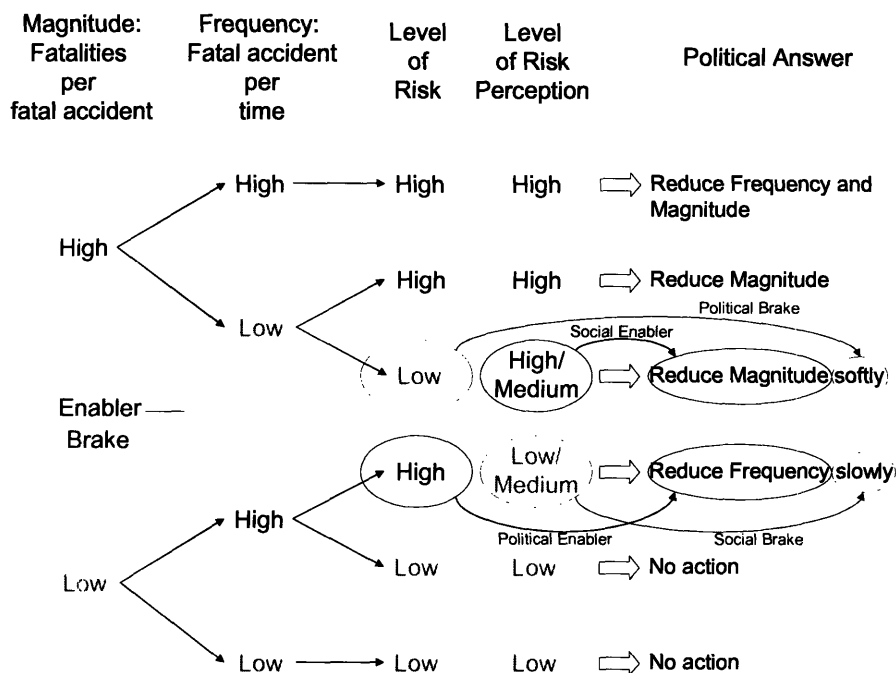 Magnitude:
Fatalities
per
fatal accident
Frequency:
Fatal accident
per
time
Level
of
Risk
Level
of Risk
Perception
Political Answer
High
High
High
High
Reduce Frequency and
Magnitude
Low
High
High
Reduce Magnitude
Political Brake
Social Enabler
Low
High/
Medium
Reduce Magnitude (softly)
Enabler
Brake
Low
High
High
Low/
Medium
Reduce Frequency (slowly)
Political Enabler
Social Brake
Low
Low
No action
Low
Low
Low
No action